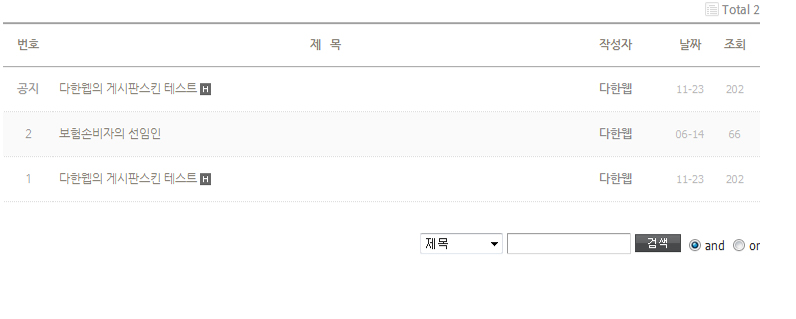 Total 2
번호 제 목 작성자 날짜 조회
공지 다한웹의 게시판스킨 테스트 H 다한웹 11-23 202
2 보험손비자의 선임인 다한웹 06-14 66
1 다한웹의 게시판스킨 테스트 H 다한웹 11-23 202
제목 검색 and or